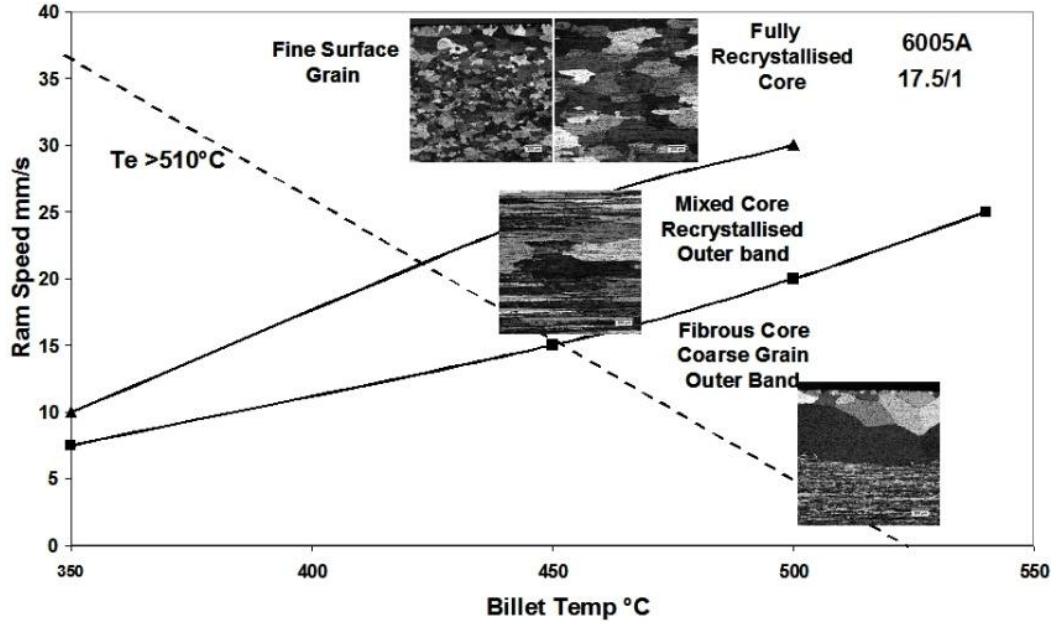 40
35
30
25
20
15
10
5
0
Ram Speed mm/s
Fine Surface
Grain
Fully
Recrystallised
Core
6005A
17.5/1
Te >510°C
Mixed Core
Recrystallised
Outer band
Fibrous Core
Coarse Grain
Outer Band
350
400
450
500
550
Billet Temp °C